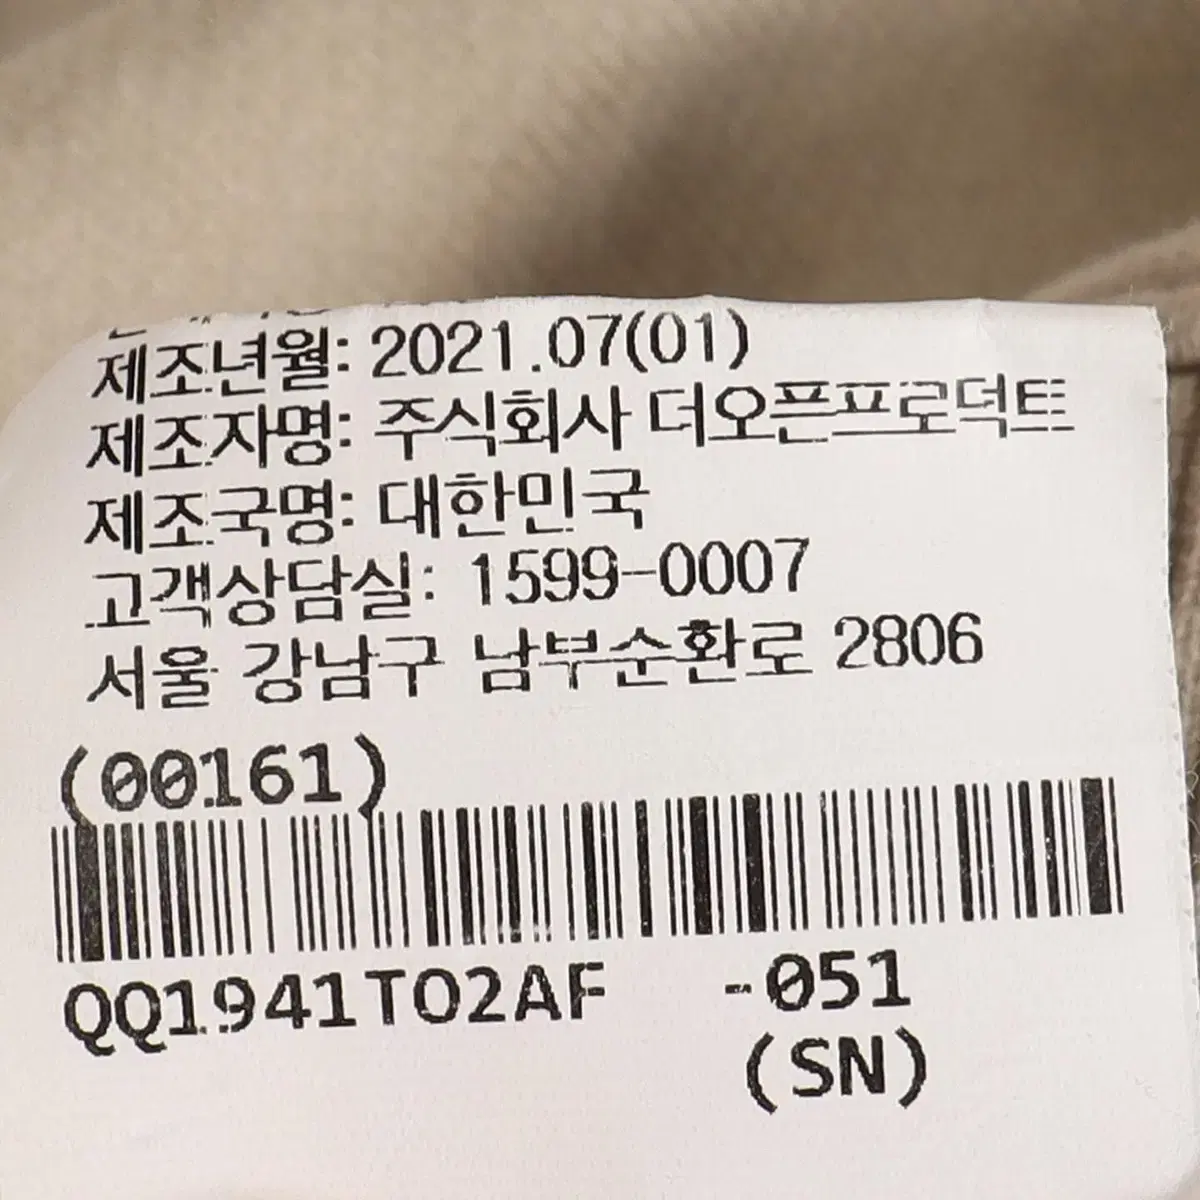 제조년월: 2021.07(01)
제조자명: 주식회사 더오픈프로덕트
제조국명: 대한민국
고객상담실: 1599-0007
서울 강남구 남부순환로 2806
(00161)
QQ1941TO2AF -051
(SN)